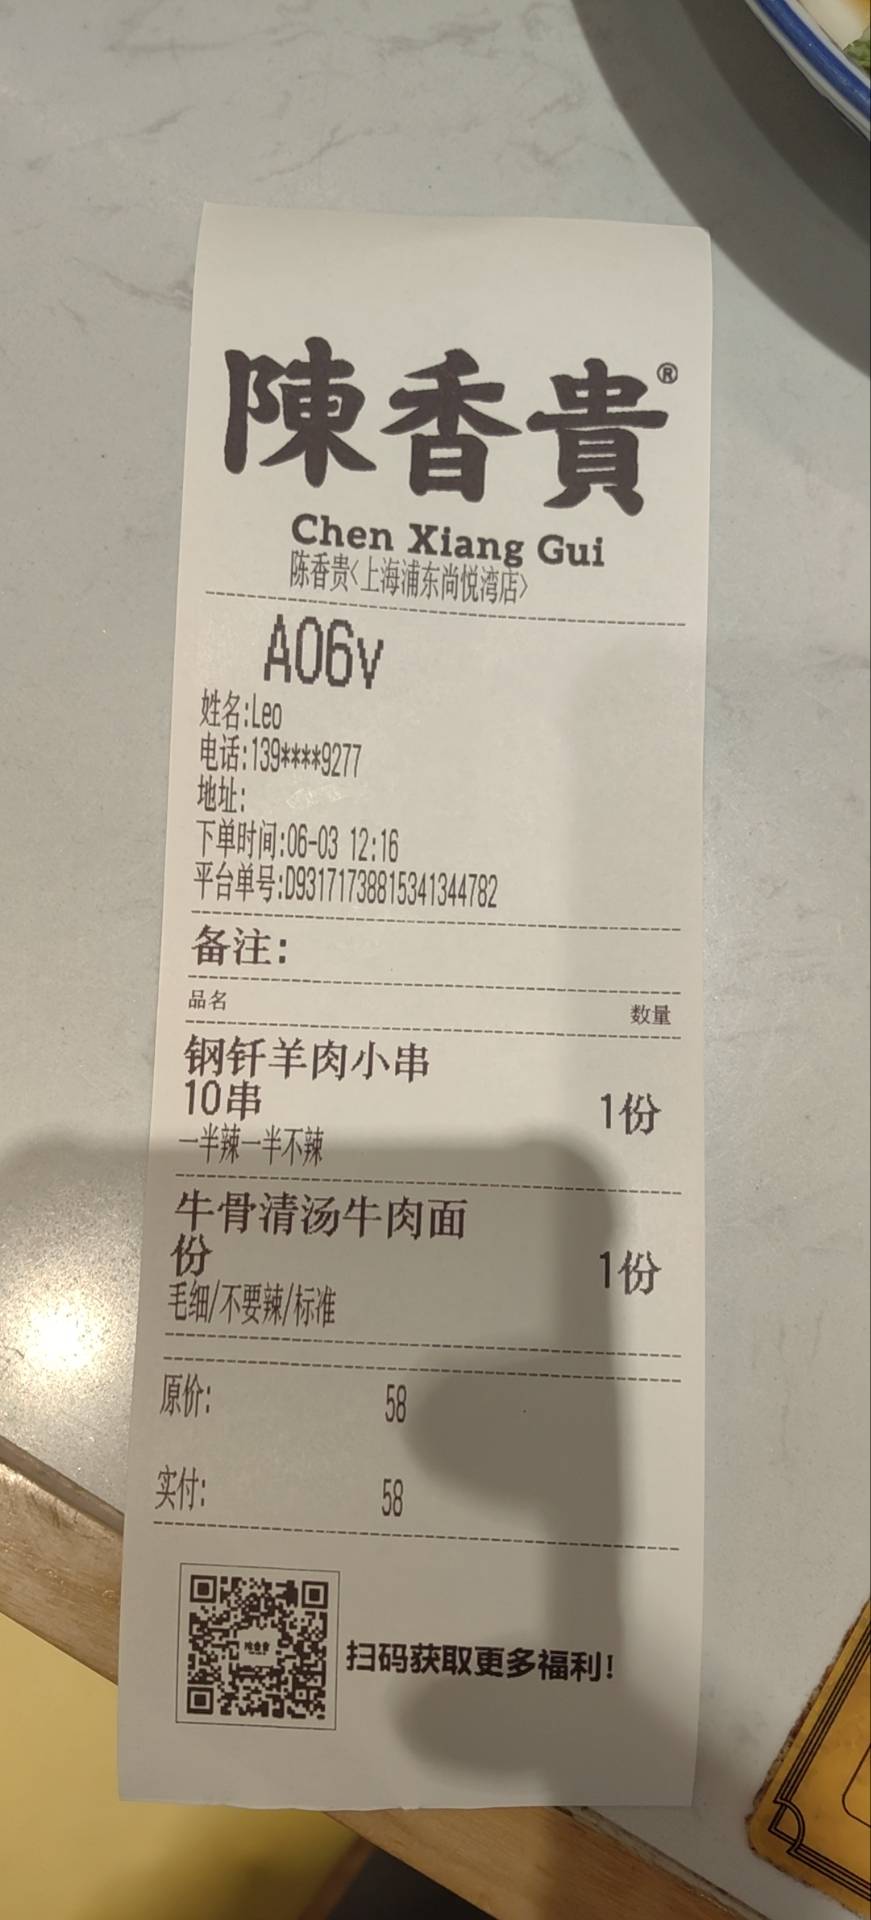 陳香貴®
Chen Xiang Gui
陈香贵<上海浦东尚悦湾店>
A06v
姓名:Leo
电话:139****9277
地址:
下单时间:06-03 12:16
平台单号:D93171738815341344782
备注:
品名 数量
钢钎羊肉小串
10串 1份
一半辣一半不辣
牛骨清汤牛肉面
份 1份
毛细/不要辣/标准
原价: 58
实付: 58
扫码获取更多福利!